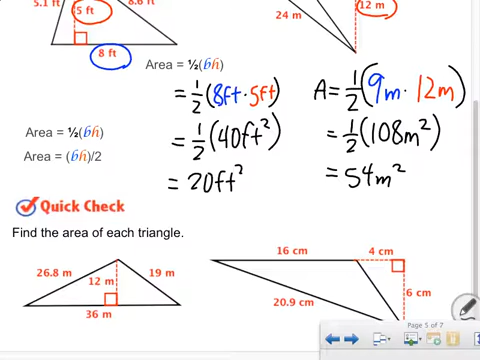 5.1 ft
5 ft
8.6 ft
8 ft
24 m
12 m
Area = ½(bh)
= 1/2 (8ft · 5ft)
= 1/2 (40ft²)
= 20ft²
A = 1/2 (9m · 12m)
= 1/2 (108m²)
= 54m²
Area = ½(bh)
Area = (bh)/2
Quick Check
Find the area of each triangle.
26.8 m
12 m
19 m
36 m
16 cm
4 cm
6 cm
20.9 cm
Page 5 of 7